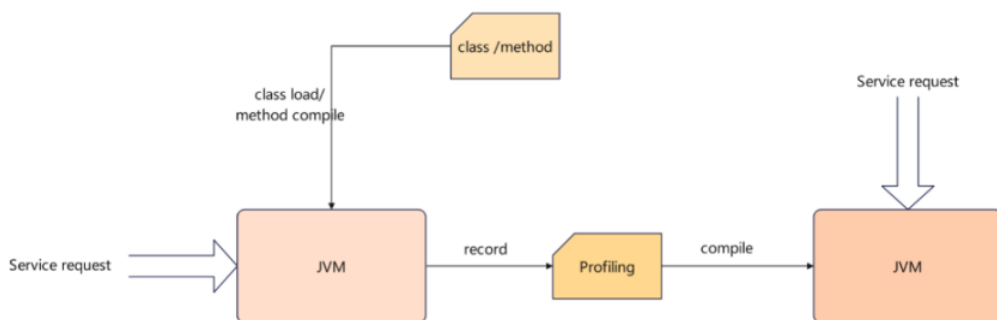 class /method
class load/
method compile
Service request
Service request
JVM
record
Profiling
compile
JVM